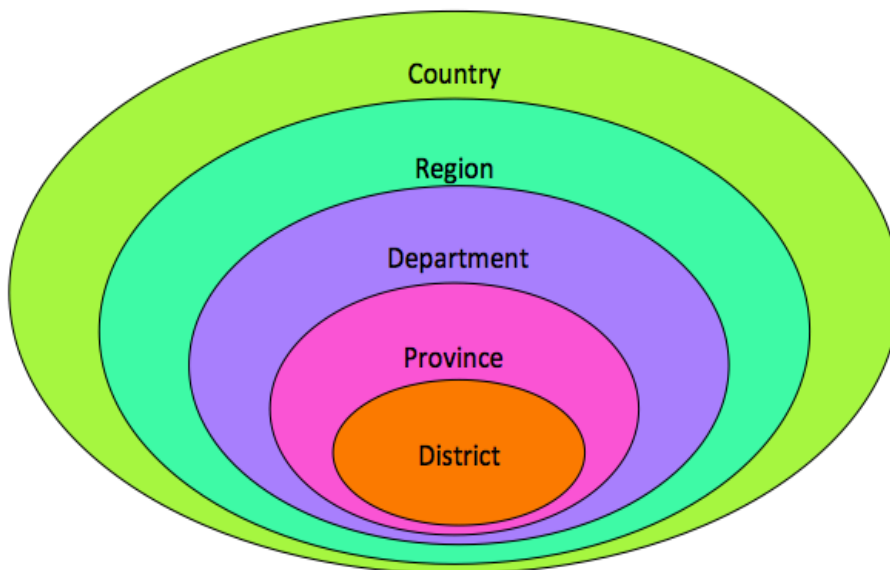 Country
Region
Department
Province
District